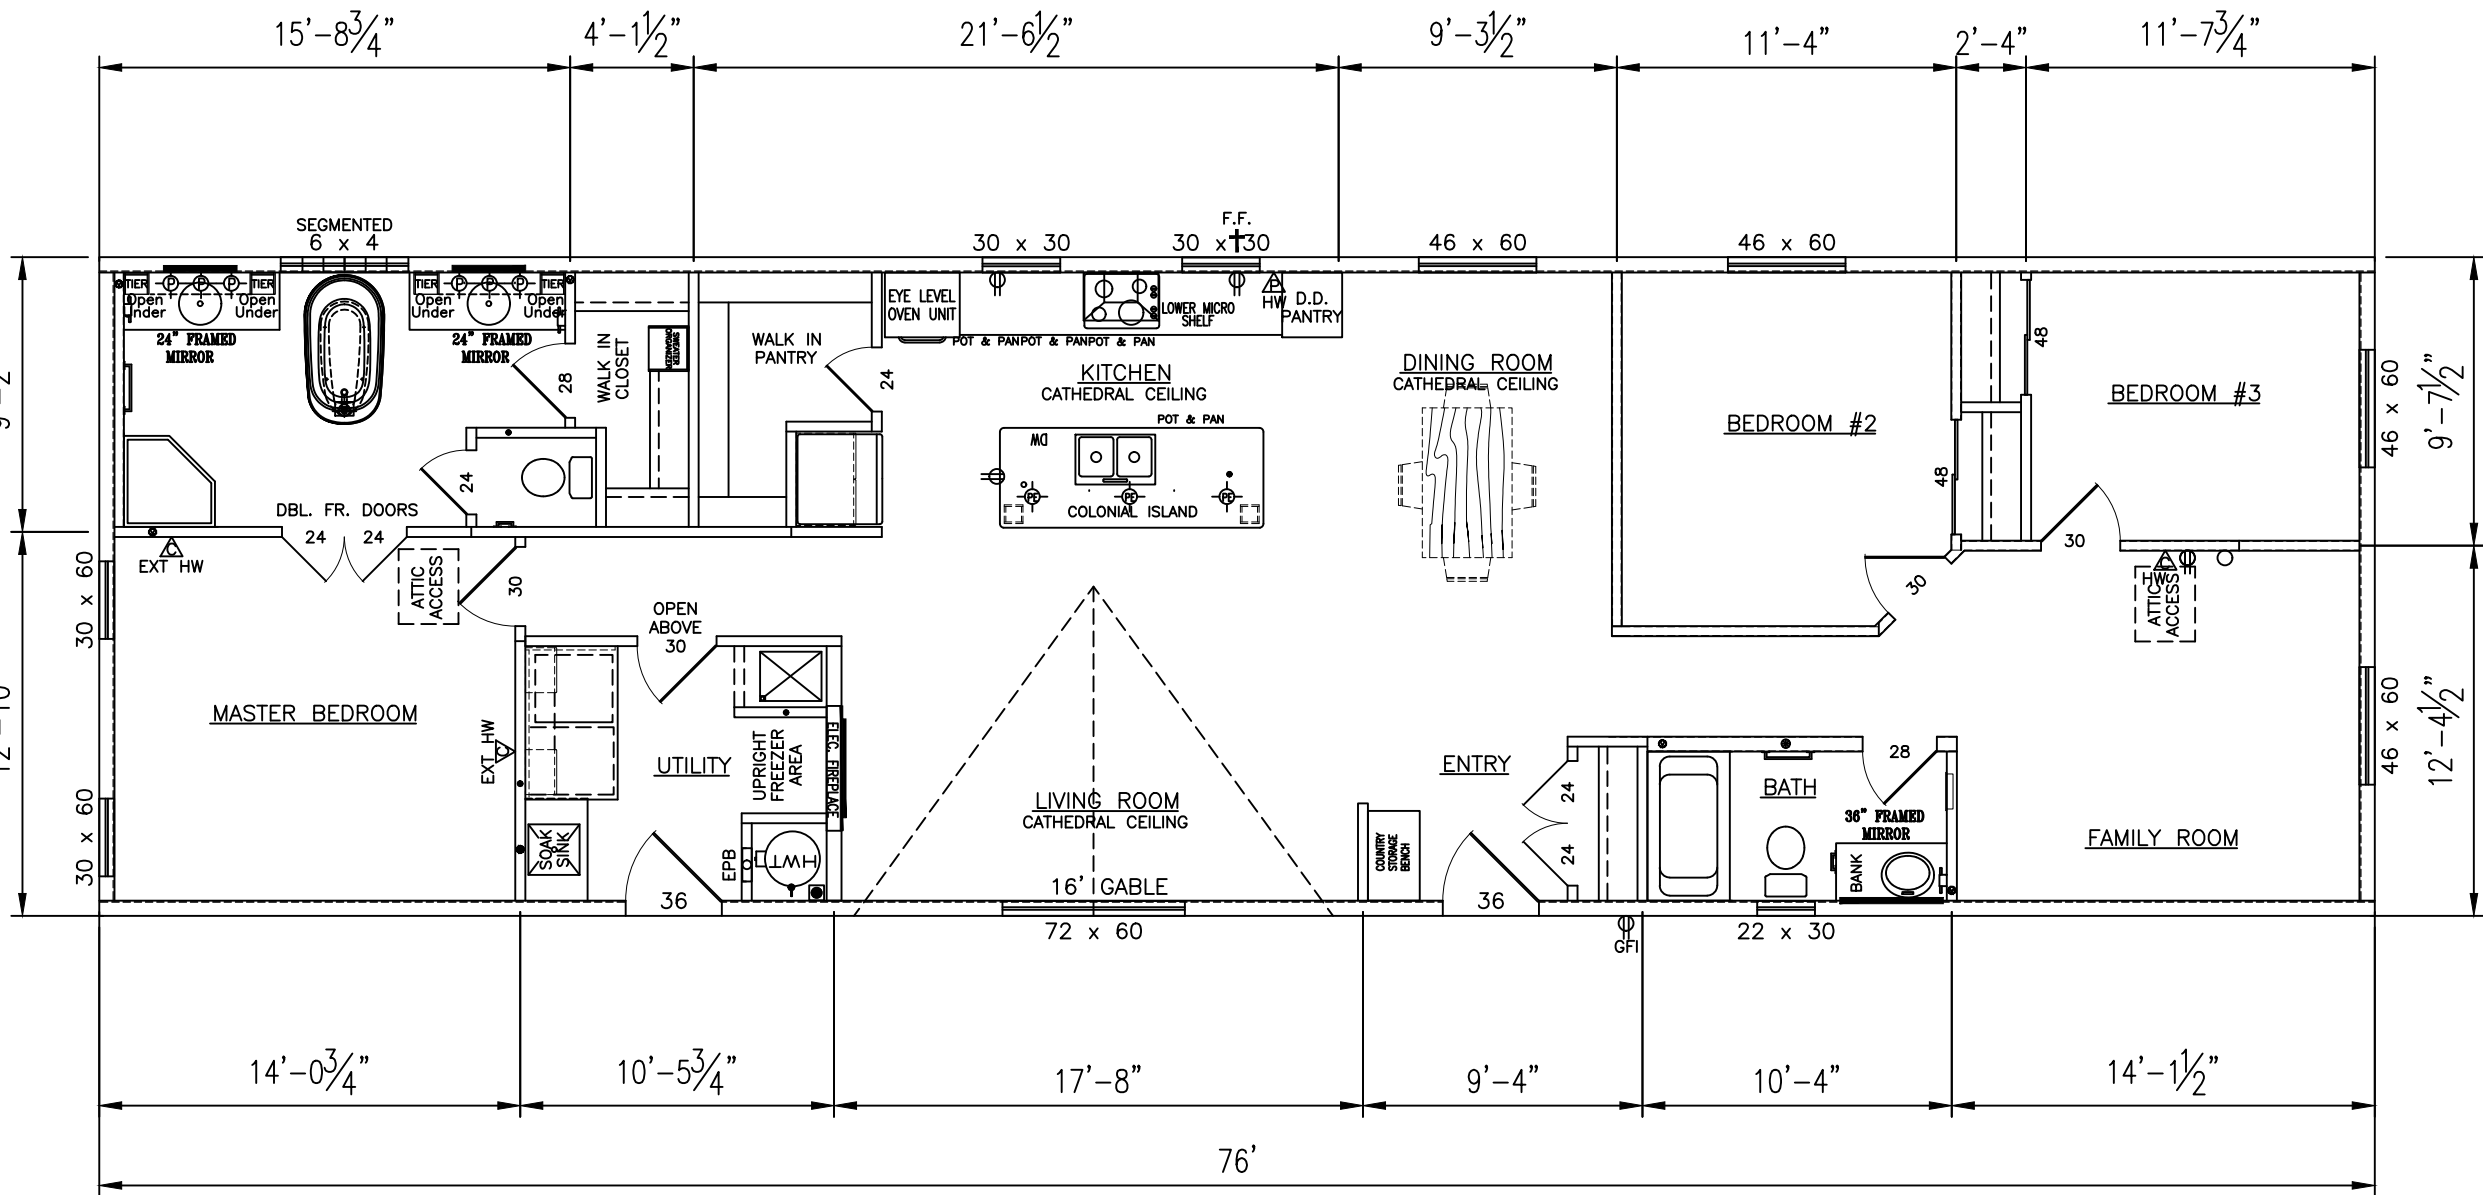 15'-8 3/4"
4'-1 1/2"
21'-6 1/2"
9'-3 1/2"
11'-4"
2'-4"
11'-7 3/4"
SEGMENTED
6 x 4
30 x 30
F.F.
30 x 30
46 x 60
46 x 60
TIER
P P P
TIER
Open
Under
Open
Under
24" FRAMED
MIRROR
TIER
P P P
TIER
Open
Under
Open
Under
24" FRAMED
MIRROR
28
WALK IN
CLOSET
SWEATER
ORGANIZER
WALK IN
PANTRY
24
EYE LEVEL
OVEN UNIT
LOWER MICRO
SHELF
P
HW
D.D.
PANTRY
POT & PAN
POT & PAN
POT & PAN
KITCHEN
CATHEDRAL CEILING
POT & PAN
DW
PE
PE
PE
COLONIAL ISLAND
DINING ROOM
CATHEDRAL CEILING
BEDROOM #2
48
48
BEDROOM #3
46 x 60
9'-7 1/2"
24
DBL. FR. DOORS
24 24
C
EXT HW
ATTIC
ACCESS
30
30
30
C
HW
ATTIC
ACCESS
30 x 60
OPEN
ABOVE
30
MASTER BEDROOM
EXT HW
C
UTILITY
UPRIGHT
FREEZER
AREA
ELEC. FIREPLACE
LIVING ROOM
CATHEDRAL CEILING
ENTRY
24
24
28
BATH
36" FRAMED
MIRROR
BANK
FAMILY ROOM
46 x 60
12'-4 1/2"
30 x 60
SOAK
SINK
EPB
HWT
COUNTRY
STORAGE
BENCH
36
16' GABLE
36
72 x 60
GFI
22 x 30
14'-0 3/4"
10'-5 3/4"
17'-8"
9'-4"
10'-4"
14'-1 1/2"
76'